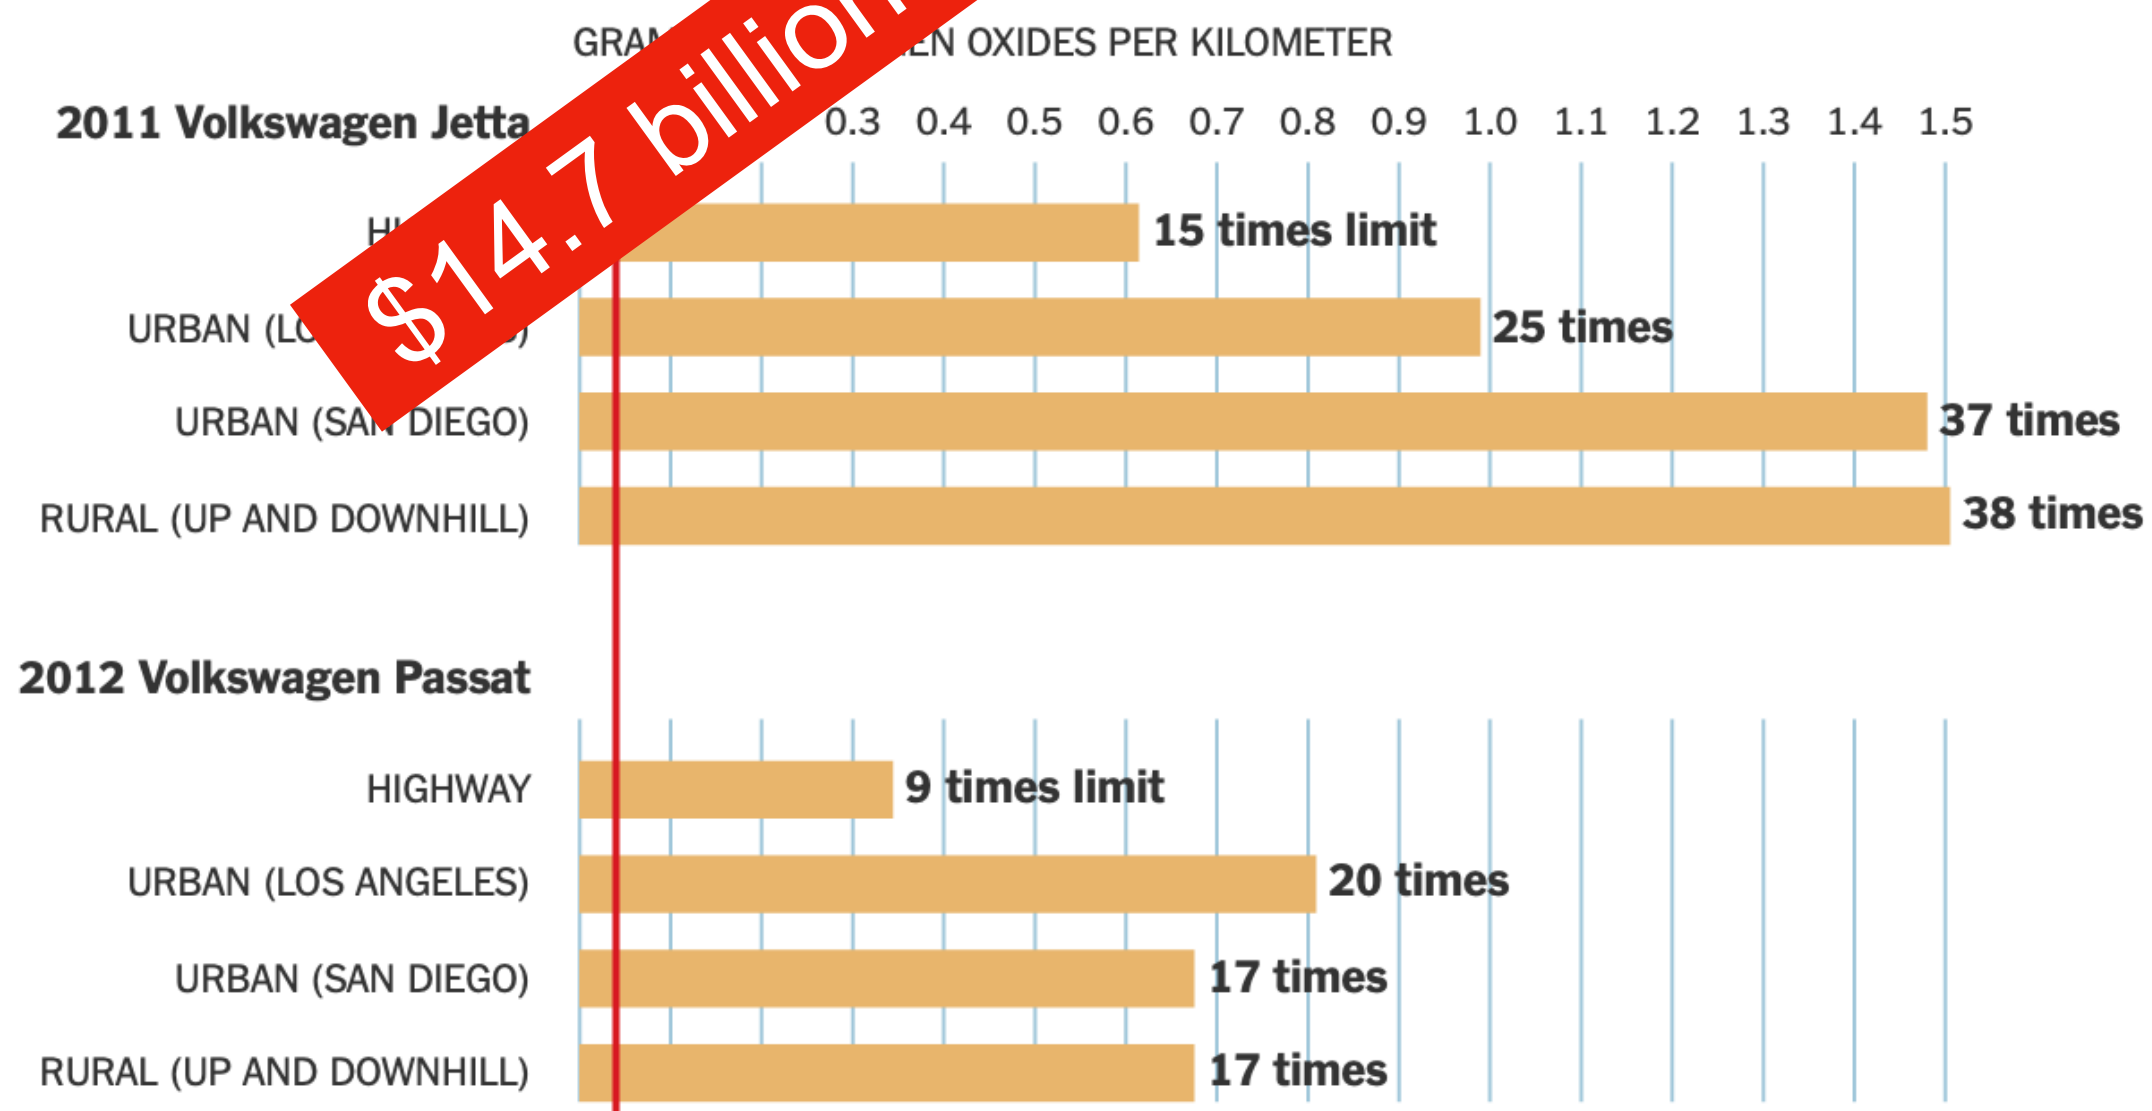 GRA EN OXIDES PER KILOMETER
$14.7 billion
2011 Volkswagen Jetta 0.3 0.4 0.5 0.6 0.7 0.8 0.9 1.0 1.1 1.2 1.3 1.4 1.5
15 times limit
URBAN 25 times
URBAN (SAN DIEGO) 37 times
RURAL (UP AND DOWNHILL) 38 times
2012 Volkswagen Passat
HIGHWAY 9 times limit
URBAN (LOS ANGELES) 20 times
URBAN (SAN DIEGO) 17 times
RURAL (UP AND DOWNHILL) 17 times